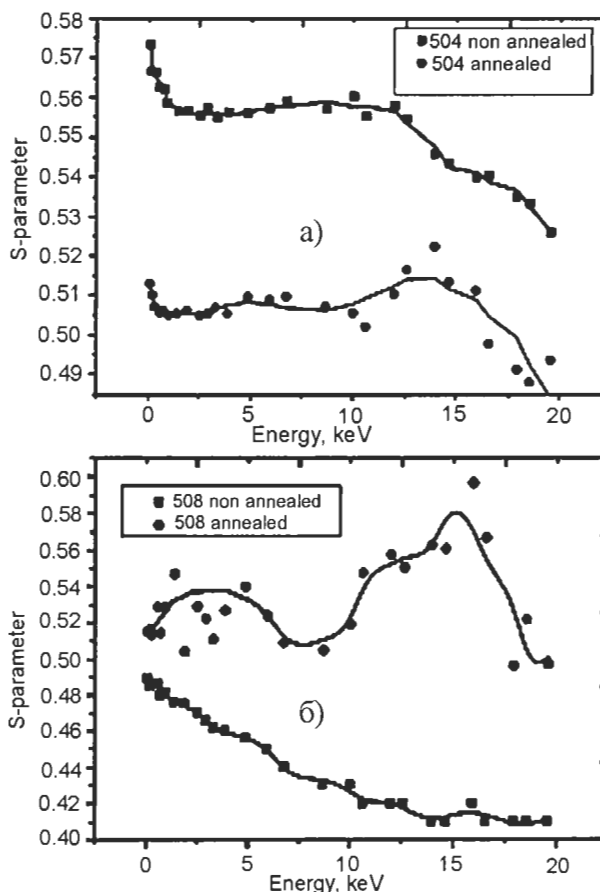 0.58
504 non annealed
504 annealed
0.57
0.56
0.55
0.54
0.53
0.52
0.51
0.50
0.49
S-parameter
а)
0 5 10 15 20
Energy, keV
0.60
508 non annealed
508 annealed
0.58
0.56
0.54
0.52
0.50
0.48
0.46
0.44
0.42
0.40
S-parameter
б)
0 5 10 15 20
Energy, keV